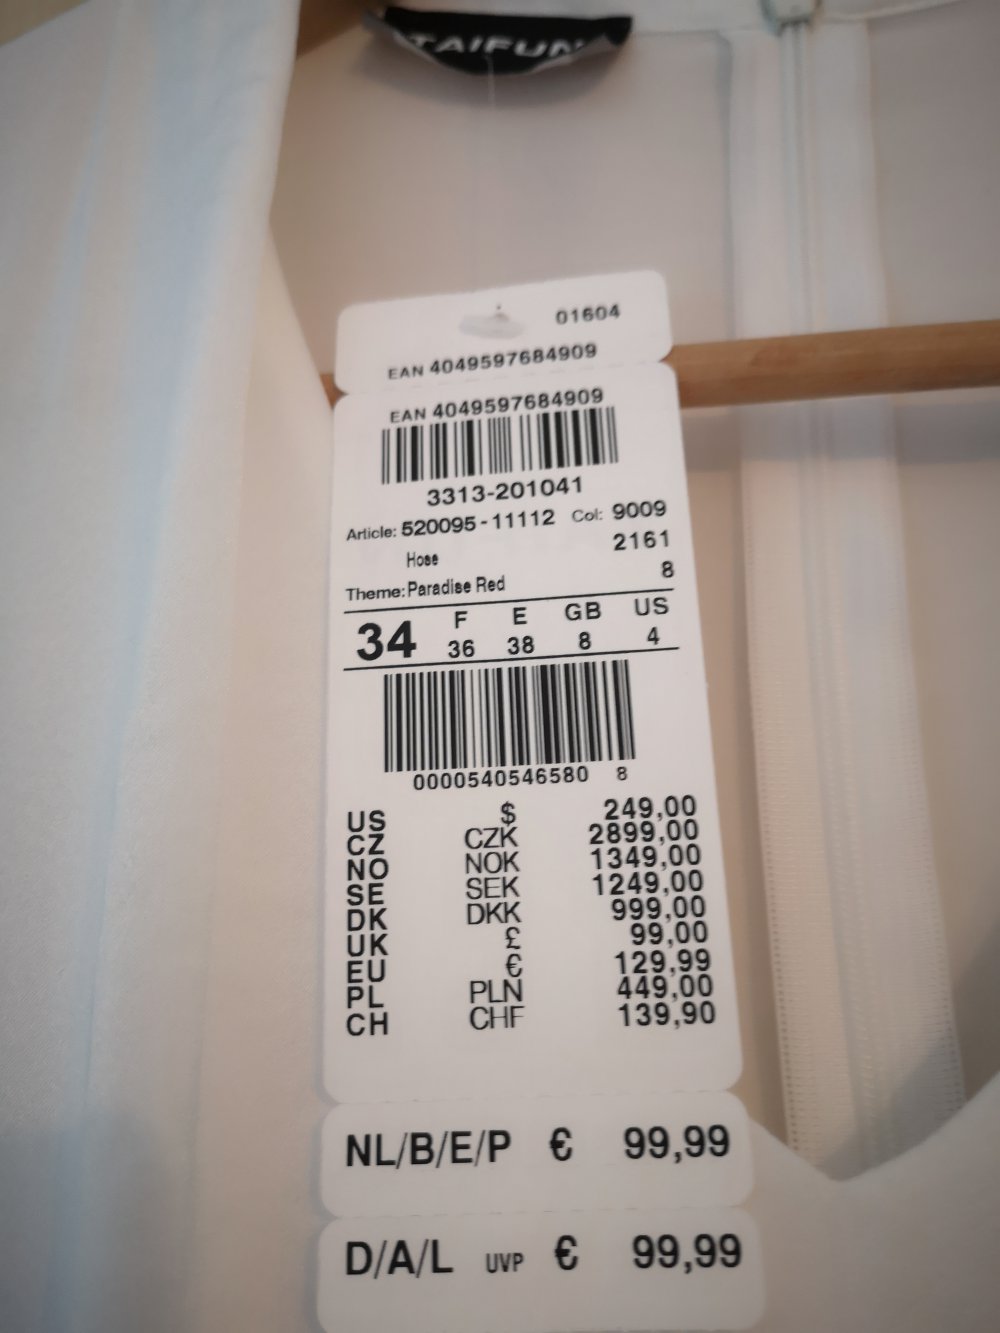 TAIFUN
01604
EAN 4049597684909
EAN 4049597684909
3313-201041
Article: 520095-11112 Col: 9009
Hose 2161
Theme: Paradise Red 8
34 F E GB US
36 38 8 4
0000540546580 8
US $ 249,00
CZ CZK 2899,00
NO NOK 1349,00
SE SEK 1249,00
DK DKK 999,00
UK £ 99,00
EU € 129,99
PL PLN 449,00
CH CHF 139,90
NL/B/E/P € 99,99
D/A/L UVP € 99,99